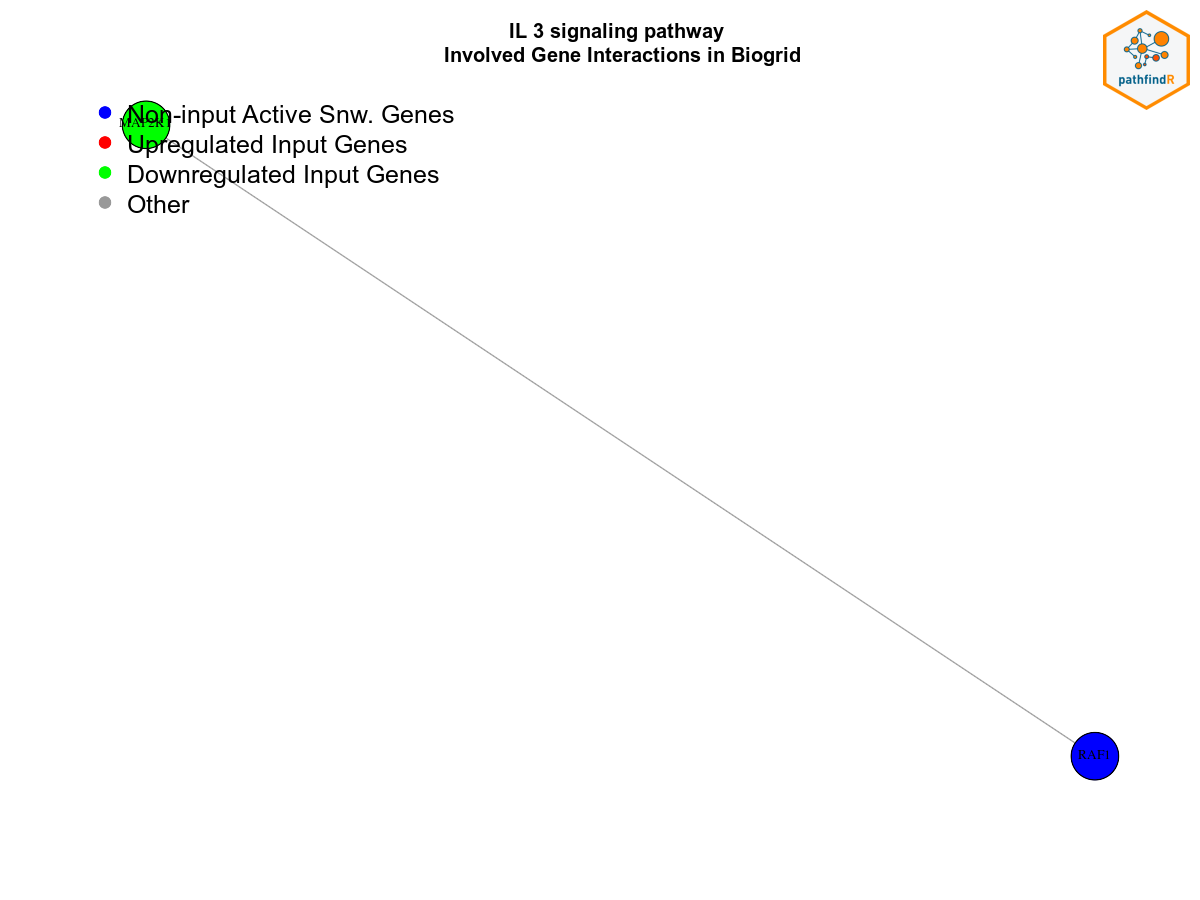 IL 3 signaling pathway
Involved Gene Interactions in Biogrid
pathfindR
Non-input Active Snw. Genes
Upregulated Input Genes
Downregulated Input Genes
Other
RAF1